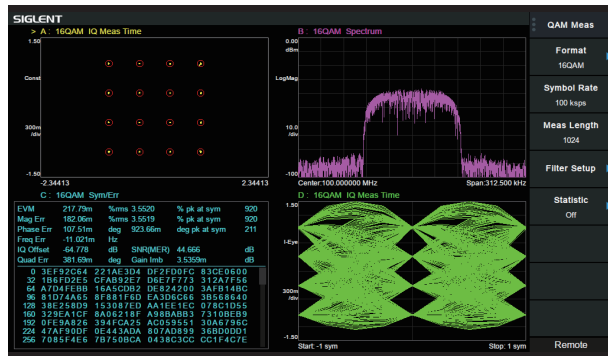 SIGLENT
> A: 16QAM IQ Meas Time
1.50
Const
300m
/div
-1.50
-2.34413
2.34413
B: 16QAM Spectrum
0.00
dBm
LogMag
10.0
/div
-100
Center:100.000000 MHz
Span:312.500 kHz
C: 16QAM Sym/Err
EVM 217.79m %rms 3.5520 % pk at sym 920
Mag Err 182.06m %rms 3.5519 % pk at sym 920
Phase Err 107.51m deg 923.66m deg pk at sym 211
Freq Err -11.021m Hz
IQ Offset -64.778 dB SNR(MER) 44.666 dB
Quad Err 381.69m deg Gain Imb 3.5359m dB
0 3EF92C64 221AE3D4 DF2FD0FC 83CE0600
32 1B6FD2E5 CFAB92E7 D6E7F773 312A7F56
64 A7D4FEBB 16A5CDB2 DE824200 3AFB14BC
96 81D74A65 8F881F6D EA3D6C66 3B568640
128 38E258D9 153087ED AA1EE1EC 078C1D55
160 329EA1CF 8A06218F A98BABB3 7310BEB9
192 0FE9A826 394FCA25 AC059551 30A6796C
224 47AF90DF 0E443ADA 807AD899 36BD0DD1
256 7085F4E6 7B750BCA 0438C3CC CC1F4C7E
D: 16QAM IQ Meas Time
1.50
I-Eye
300m
/div
-1.50
Start:-1 sym
Stop: 1 sym
QAM Meas
Format
16QAM
Symbol Rate
100 ksps
Meas Length
1024
Filter Setup
Statistic
Off
Remote